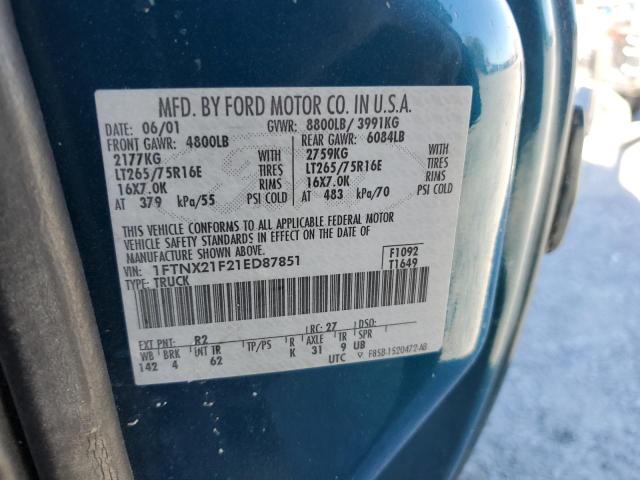 MFD. BY FORD MOTOR CO. IN U.S.A.
DATE: 06/01 GVWR: 8800LB/ 3991KG
FRONT GAWR: 4800LB REAR GAWR: 6084LB
2177KG WITH 2759KG WITH
LT265/75R16E TIRES LT265/75R16E TIRES
16X7.0K RIMS 16X7.0K RIMS
AT 379 kPa/55 PSI COLD AT 483 kPa/70 PSI COLD
THIS VEHICLE CONFORMS TO ALL APPLICABLE FEDERAL MOTOR
VEHICLE SAFETY STANDARDS IN EFFECT ON THE DATE OF
MANUFACTURE SHOWN ABOVE.
VIN: 1FTNX21F21ED87851 F1092
TYPE: TRUCK T1649
EXT PNT: R2 RC: 27 DSO:
WB BRK INT TR TP/PS R AXLE TR
142 4 62 K 31 9 UB
UTC F85B-1520472-AB